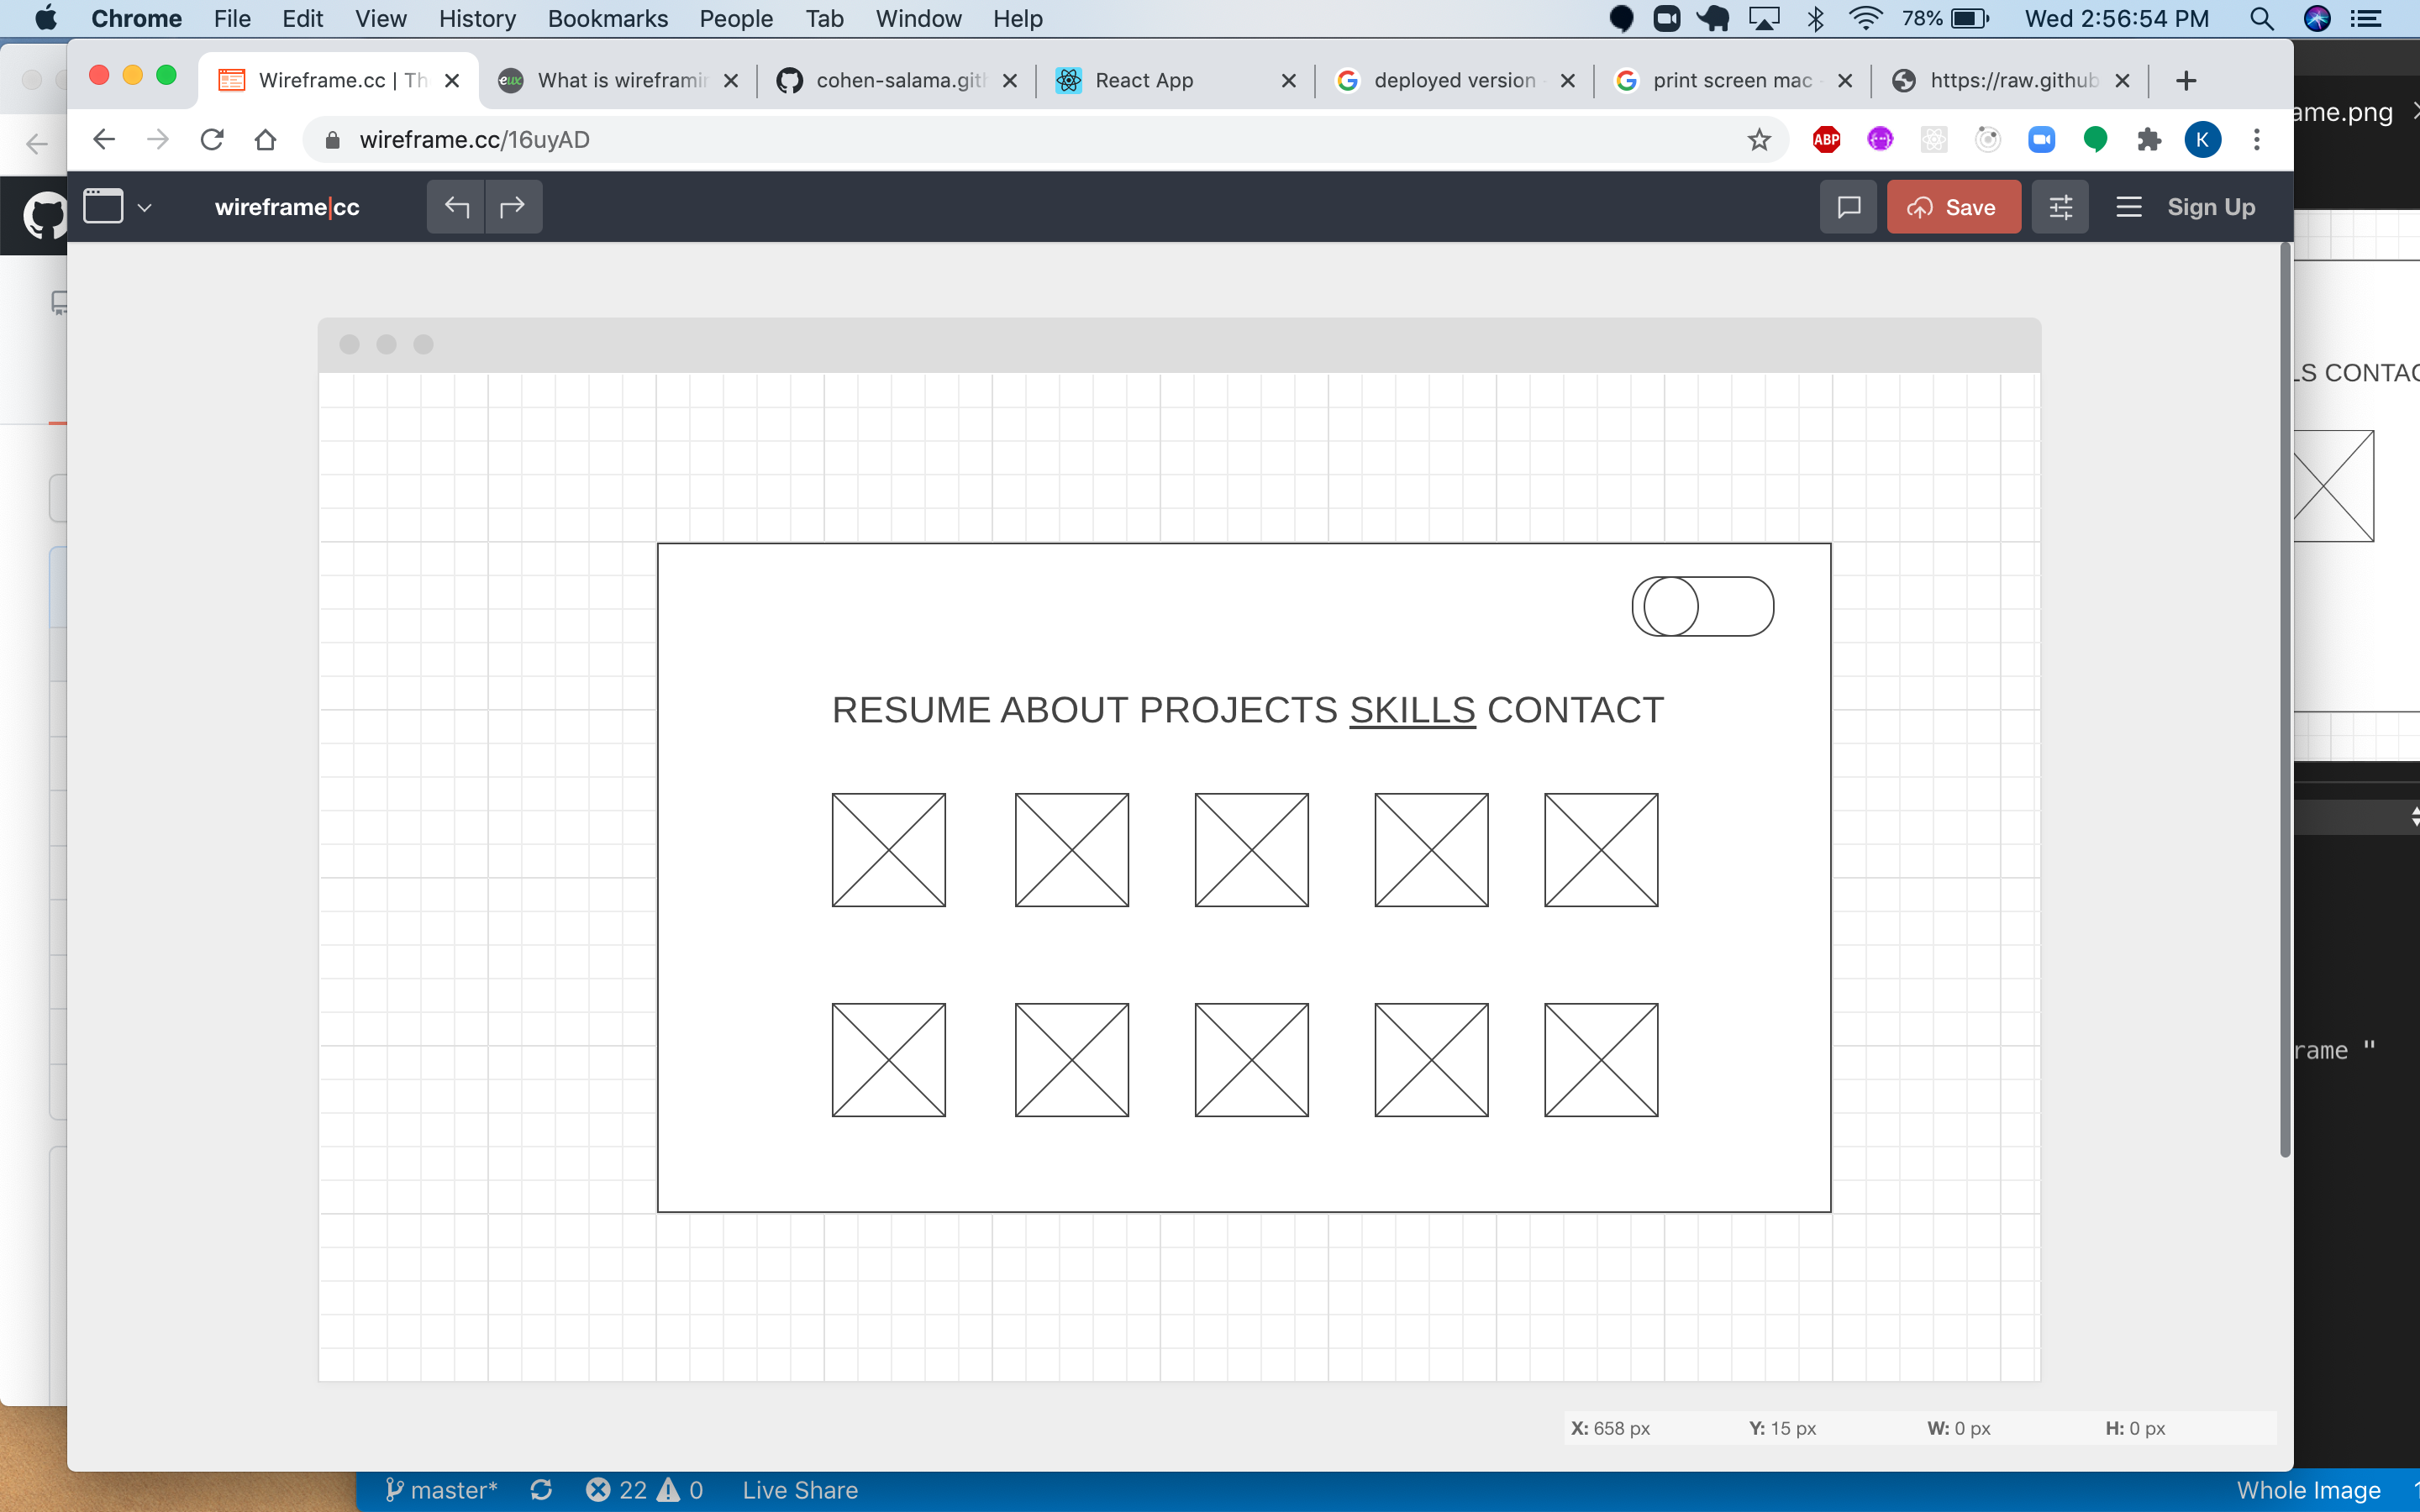 Chrome File Edit View History Bookmarks People Tab Window Help 78% Wed 2:56:54 PM
Wireframe.cc | Th What is wireframin cohen-salama.gith React App deployed version print screen mac - https://raw.github
ame.png
wireframe.cc/16uyAD ABP K
wireframe|cc Save Sign Up
LS CONTAC
RESUME ABOUT PROJECTS SKILLS CONTACT
rame "
X: 658 px Y: 15 px W: 0 px H: 0 px
master* 22 0 Live Share Whole Image